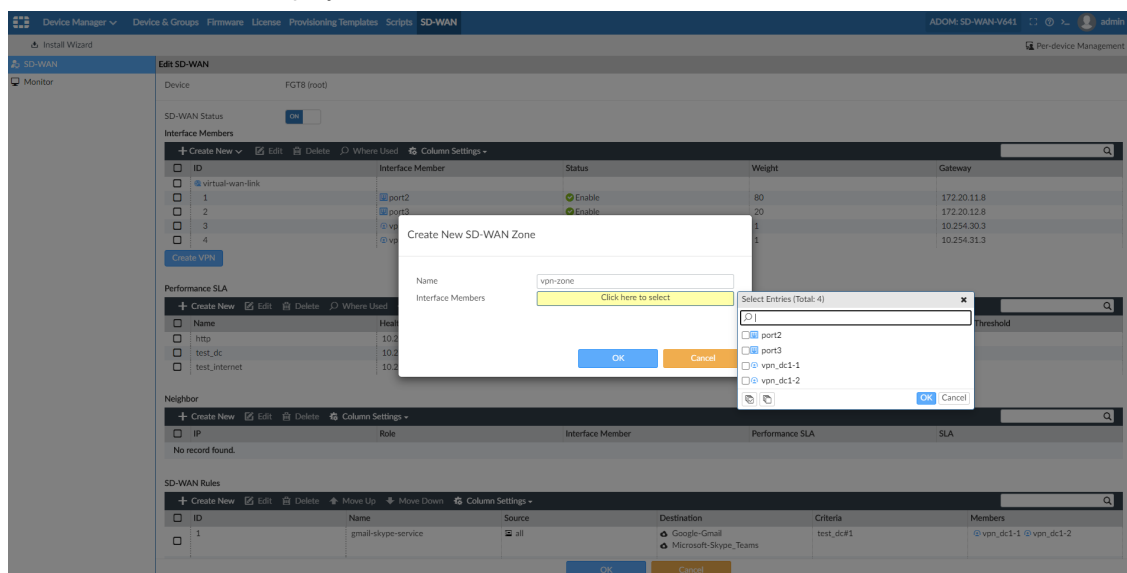 Device Manager Device & Groups Firmware License Provisioning Templates Scripts SD-WAN ADOM: SD-WAN-V641 admin
Install Wizard Per-device Management
SD-WAN Edit SD-WAN
Monitor Device FGT8 (root)
SD-WAN Status ON
Interface Members
+ Create New Edit Delete Where Used Column Settings
ID Interface Member Status Weight Gateway
virtual-wan-link
1 port2 Enable 80 172.20.11.8
2 port3 Enable 20 172.20.12.8
3 vp 1 10.254.30.3
4 vp 1 10.254.31.3
Create VPN
Create New SD-WAN Zone
Name vpn-zone
Interface Members Click here to select
OK Cancel
Select Entries (Total: 4)
port2
port3
vpn_dc1-1
vpn_dc1-2
OK Cancel
Performance SLA
+ Create New Edit Delete Where Used
Name Healt Threshold
http 10.2
test_dc 10.2
test_internet 10.2
Neighbor
+ Create New Edit Delete Column Settings
IP Role Interface Member Performance SLA SLA
No record found.
SD-WAN Rules
+ Create New Edit Delete Move Up Move Down Column Settings
ID Name Source Destination Criteria Members
1 gmail-skype-service all Google-Gmail test_dc#1 vpn_dc1-1 vpn_dc1-2
Microsoft-Skype_Teams
OK Cancel